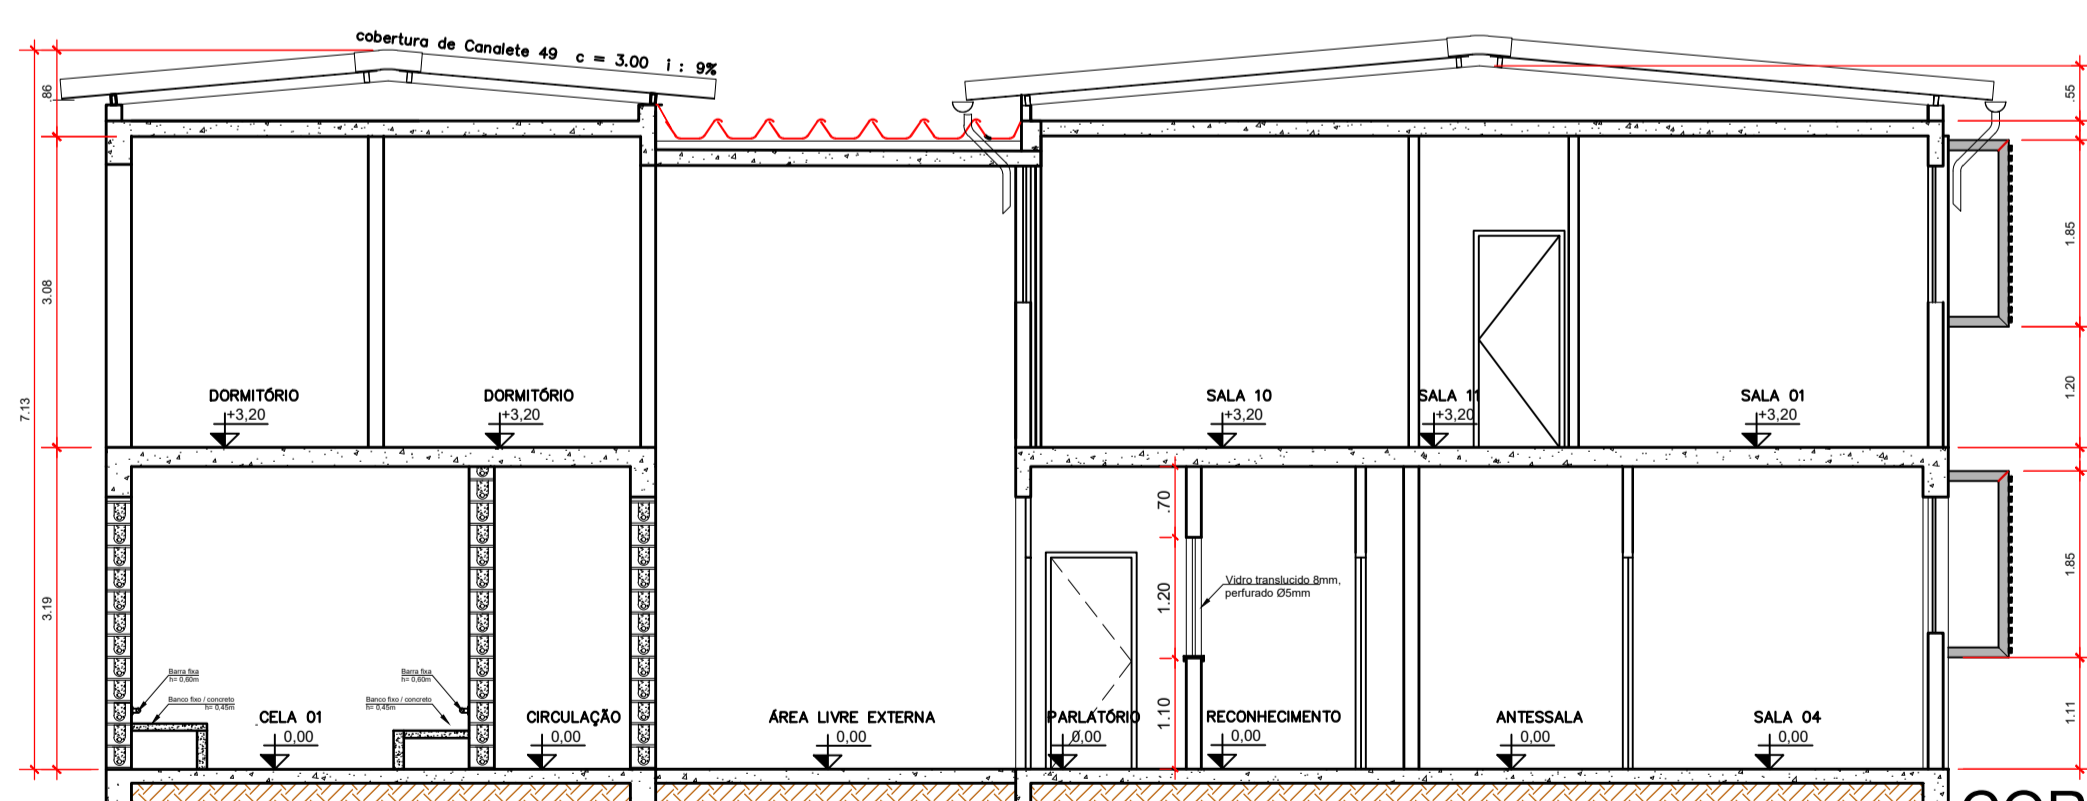 cobertura de Canalete 49 c = 3.00 i : 9%
.86
.55
3.08
7.13
3.19
1.85
1.20
1.85
1.11
DORMITÓRIO
+3,20
DORMITÓRIO
+3,20
SALA 10
+3,20
SALA 11
+3,20
SALA 01
+3,20
.70
1.20
1.10
Vidro translucido 8mm,
perfurado Ø5mm
Barra fixa
h= 0,60m
Banco fixo / concreto
h= 0,45m
Barra fixa
h= 0,60m
Banco fixo / concreto
h= 0,45m
CELA 01
0,00
CIRCULAÇÃO
0,00
ÁREA LIVRE EXTERNA
0,00
PARLATÓRIO
0,00
RECONHECIMENTO
0,00
ANTESSALA
0,00
SALA 04
0,00